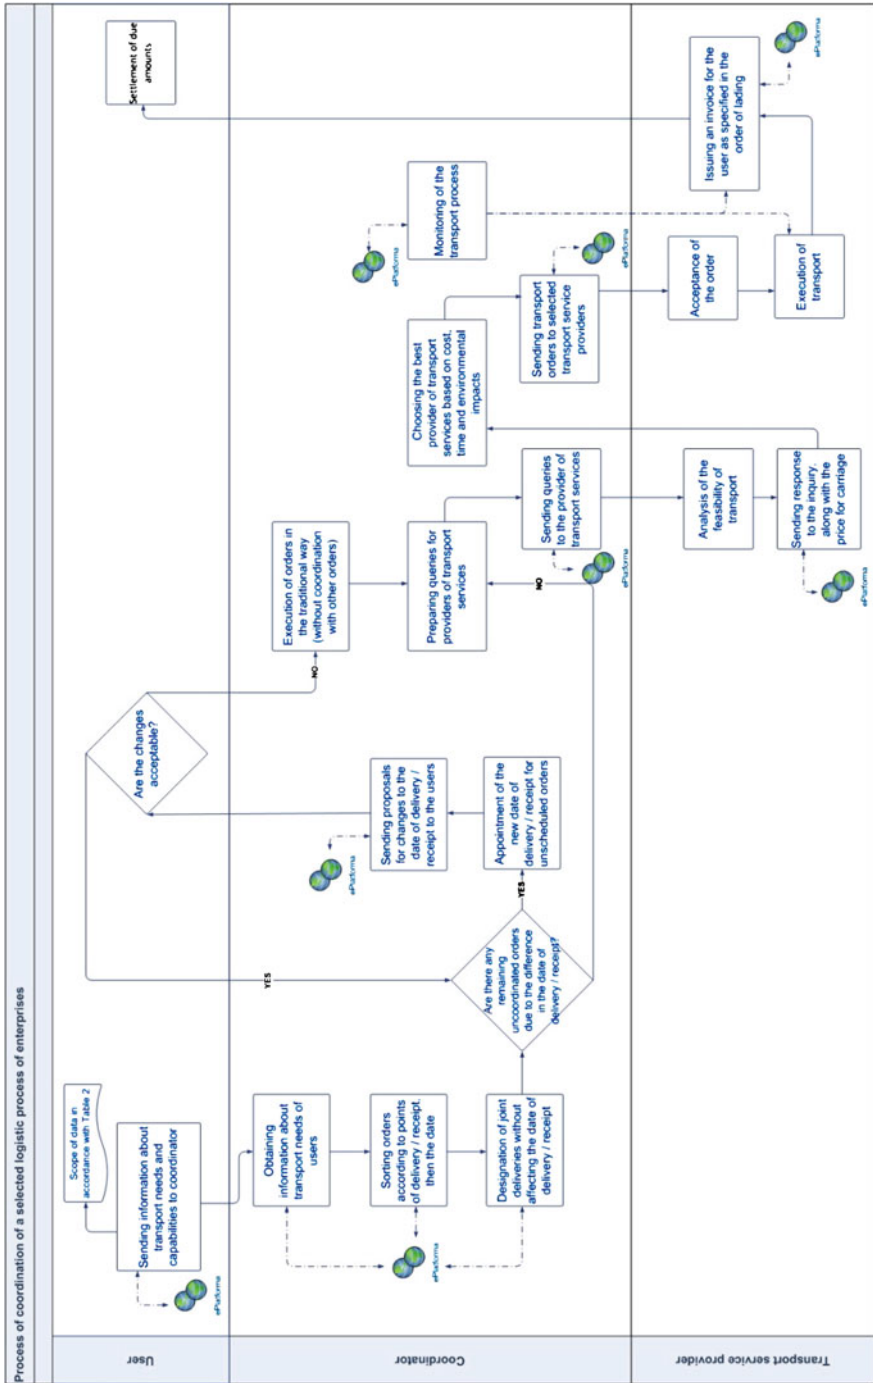 Process of coordination of a selected logistic process of enterprises
User
Scope of data in
accordance with Table 2
Sending information about
transport needs and
capabilities to coordinator
ePlatforma
Are the changes
acceptable?
YES
NO
Settlement of due
amounts
Coordinator
Obtaining
information about
transport needs of
users
Sorting orders
according to points
of delivery / receipt,
then the date
Designation of joint
deliveries without
affecting the date of
delivery / receipt
ePlatforma
Are there any
remaining
uncoordinated orders
due to the difference
in the date of
delivery / receipt?
YES
NO
Appointment of the
new date of
delivery / receipt for
unscheduled orders
Sending proposals
for changes to the
date of delivery /
receipt to the users
ePlatforma
Execution of orders in
the traditional way
(without coordination
with other orders)
Preparing queries for
providers of transport
services
Sending queries
to the provider of
transport services
ePlatforma
Choosing the best
provider of transport
services based on cost,
time and environmental
impacts
Sending transport
orders to selected
transport service
providers
ePlatforma
Monitoring of the
transport process
ePlatforma
Transport service provider
Analysis of the
feasibility of
transport
Sending response
to the inquiry,
along with the
price for carriage
ePlatforma
Acceptance of
the order
Execution of
transport
Issuing an invoice for the
user as specified in the
order of lading
ePlatforma